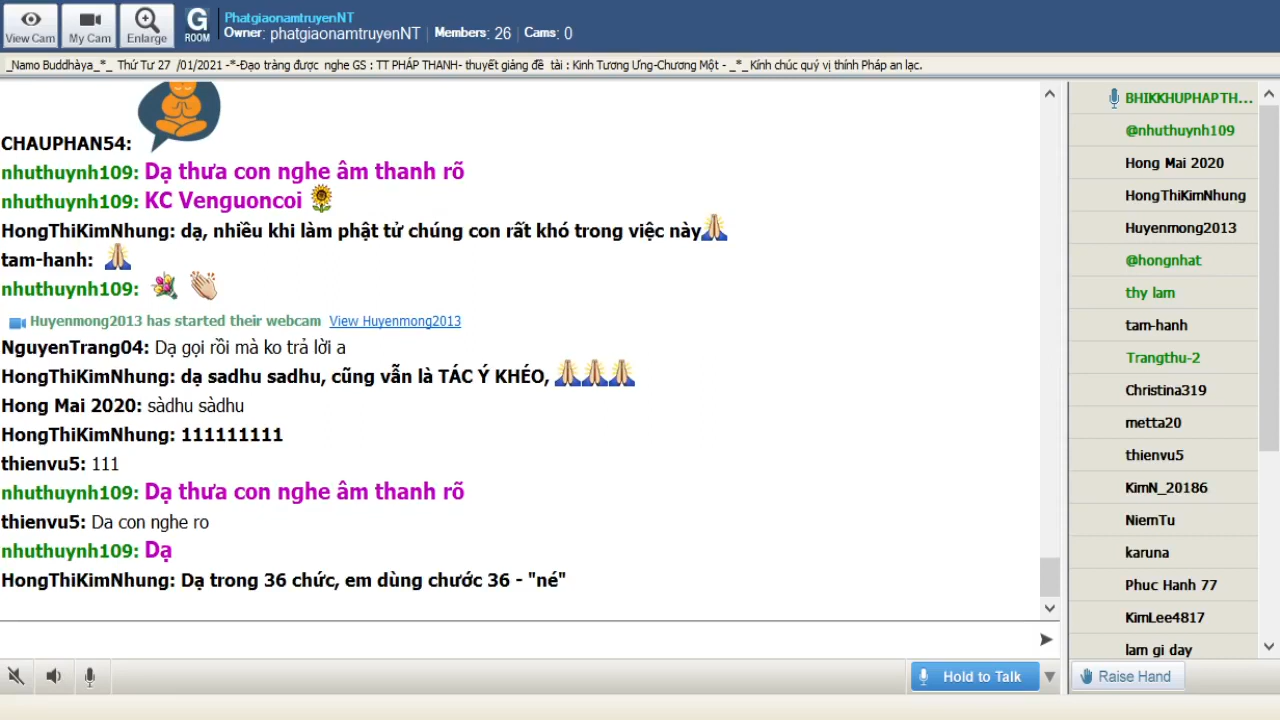 PhatgiaonamtruyenNT
Owner: phatgiaonamtruyenNT | Members: 26 | Cams: 0
View Cam
My Cam
Enlarge
G ROOM
_Namo Buddhàya_*_ Thứ Tư 27 /01/2021 -*-Đạo tràng được nghe GS : TT PHÁP THANH- thuyết giảng đề tài : Kinh Tương Ưng-Chương Một - _*_Kính chúc quý vị thính Pháp an lạc.
CHAUPHAN54:
nhuthuynh109: Dạ thưa con nghe âm thanh rõ
nhuthuynh109: KC Venguoncoi
HongThiKimNhung: dạ, nhiều khi làm phật tử chúng con rất khó trong việc này
tam-hanh:
nhuthuynh109:
Huyenmong2013 has started their webcam View Huyenmong2013
NguyenTrang04: Dạ gọi rồi mà ko trả lời a
HongThiKimNhung: dạ sadhu sadhu, cũng vẫn là TÁC Ý KHÉO,
Hong Mai 2020: sàdhu sàdhu
HongThiKimNhung: 111111111
thienvu5: 111
nhuthuynh109: Dạ thưa con nghe âm thanh rõ
thienvu5: Da con nghe ro
nhuthuynh109: Dạ
HongThiKimNhung: Dạ trong 36 chức, em dùng chước 36 - "né"
BHIKKHUPHAPTH...
@nhuthuynh109
Hong Mai 2020
HongThiKimNhung
Huyenmong2013
@hongnhat
thy lam
tam-hanh
Trangthu-2
Christina319
metta20
thienvu5
KimN_20186
NiemTu
karuna
Phuc Hanh 77
KimLee4817
lam gi day
Hold to Talk
Raise Hand